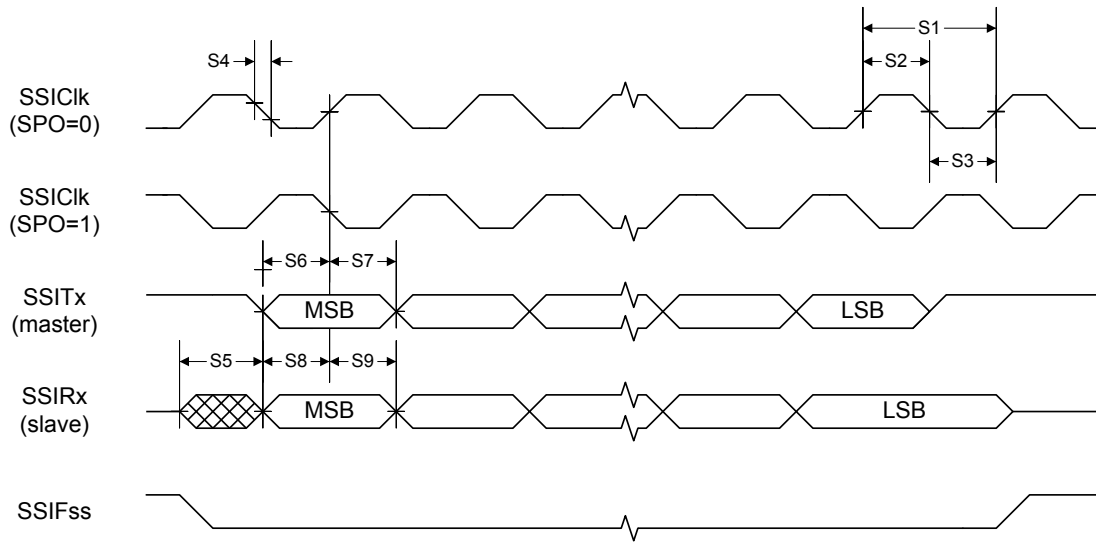 S1
S4
S2
SSIClk
(SPO=0)
S3
SSIClk
(SPO=1)
S6
S7
SSITx
(master)
MSB
LSB
S5
S8
S9
SSIRx
(slave)
MSB
LSB
SSIFss